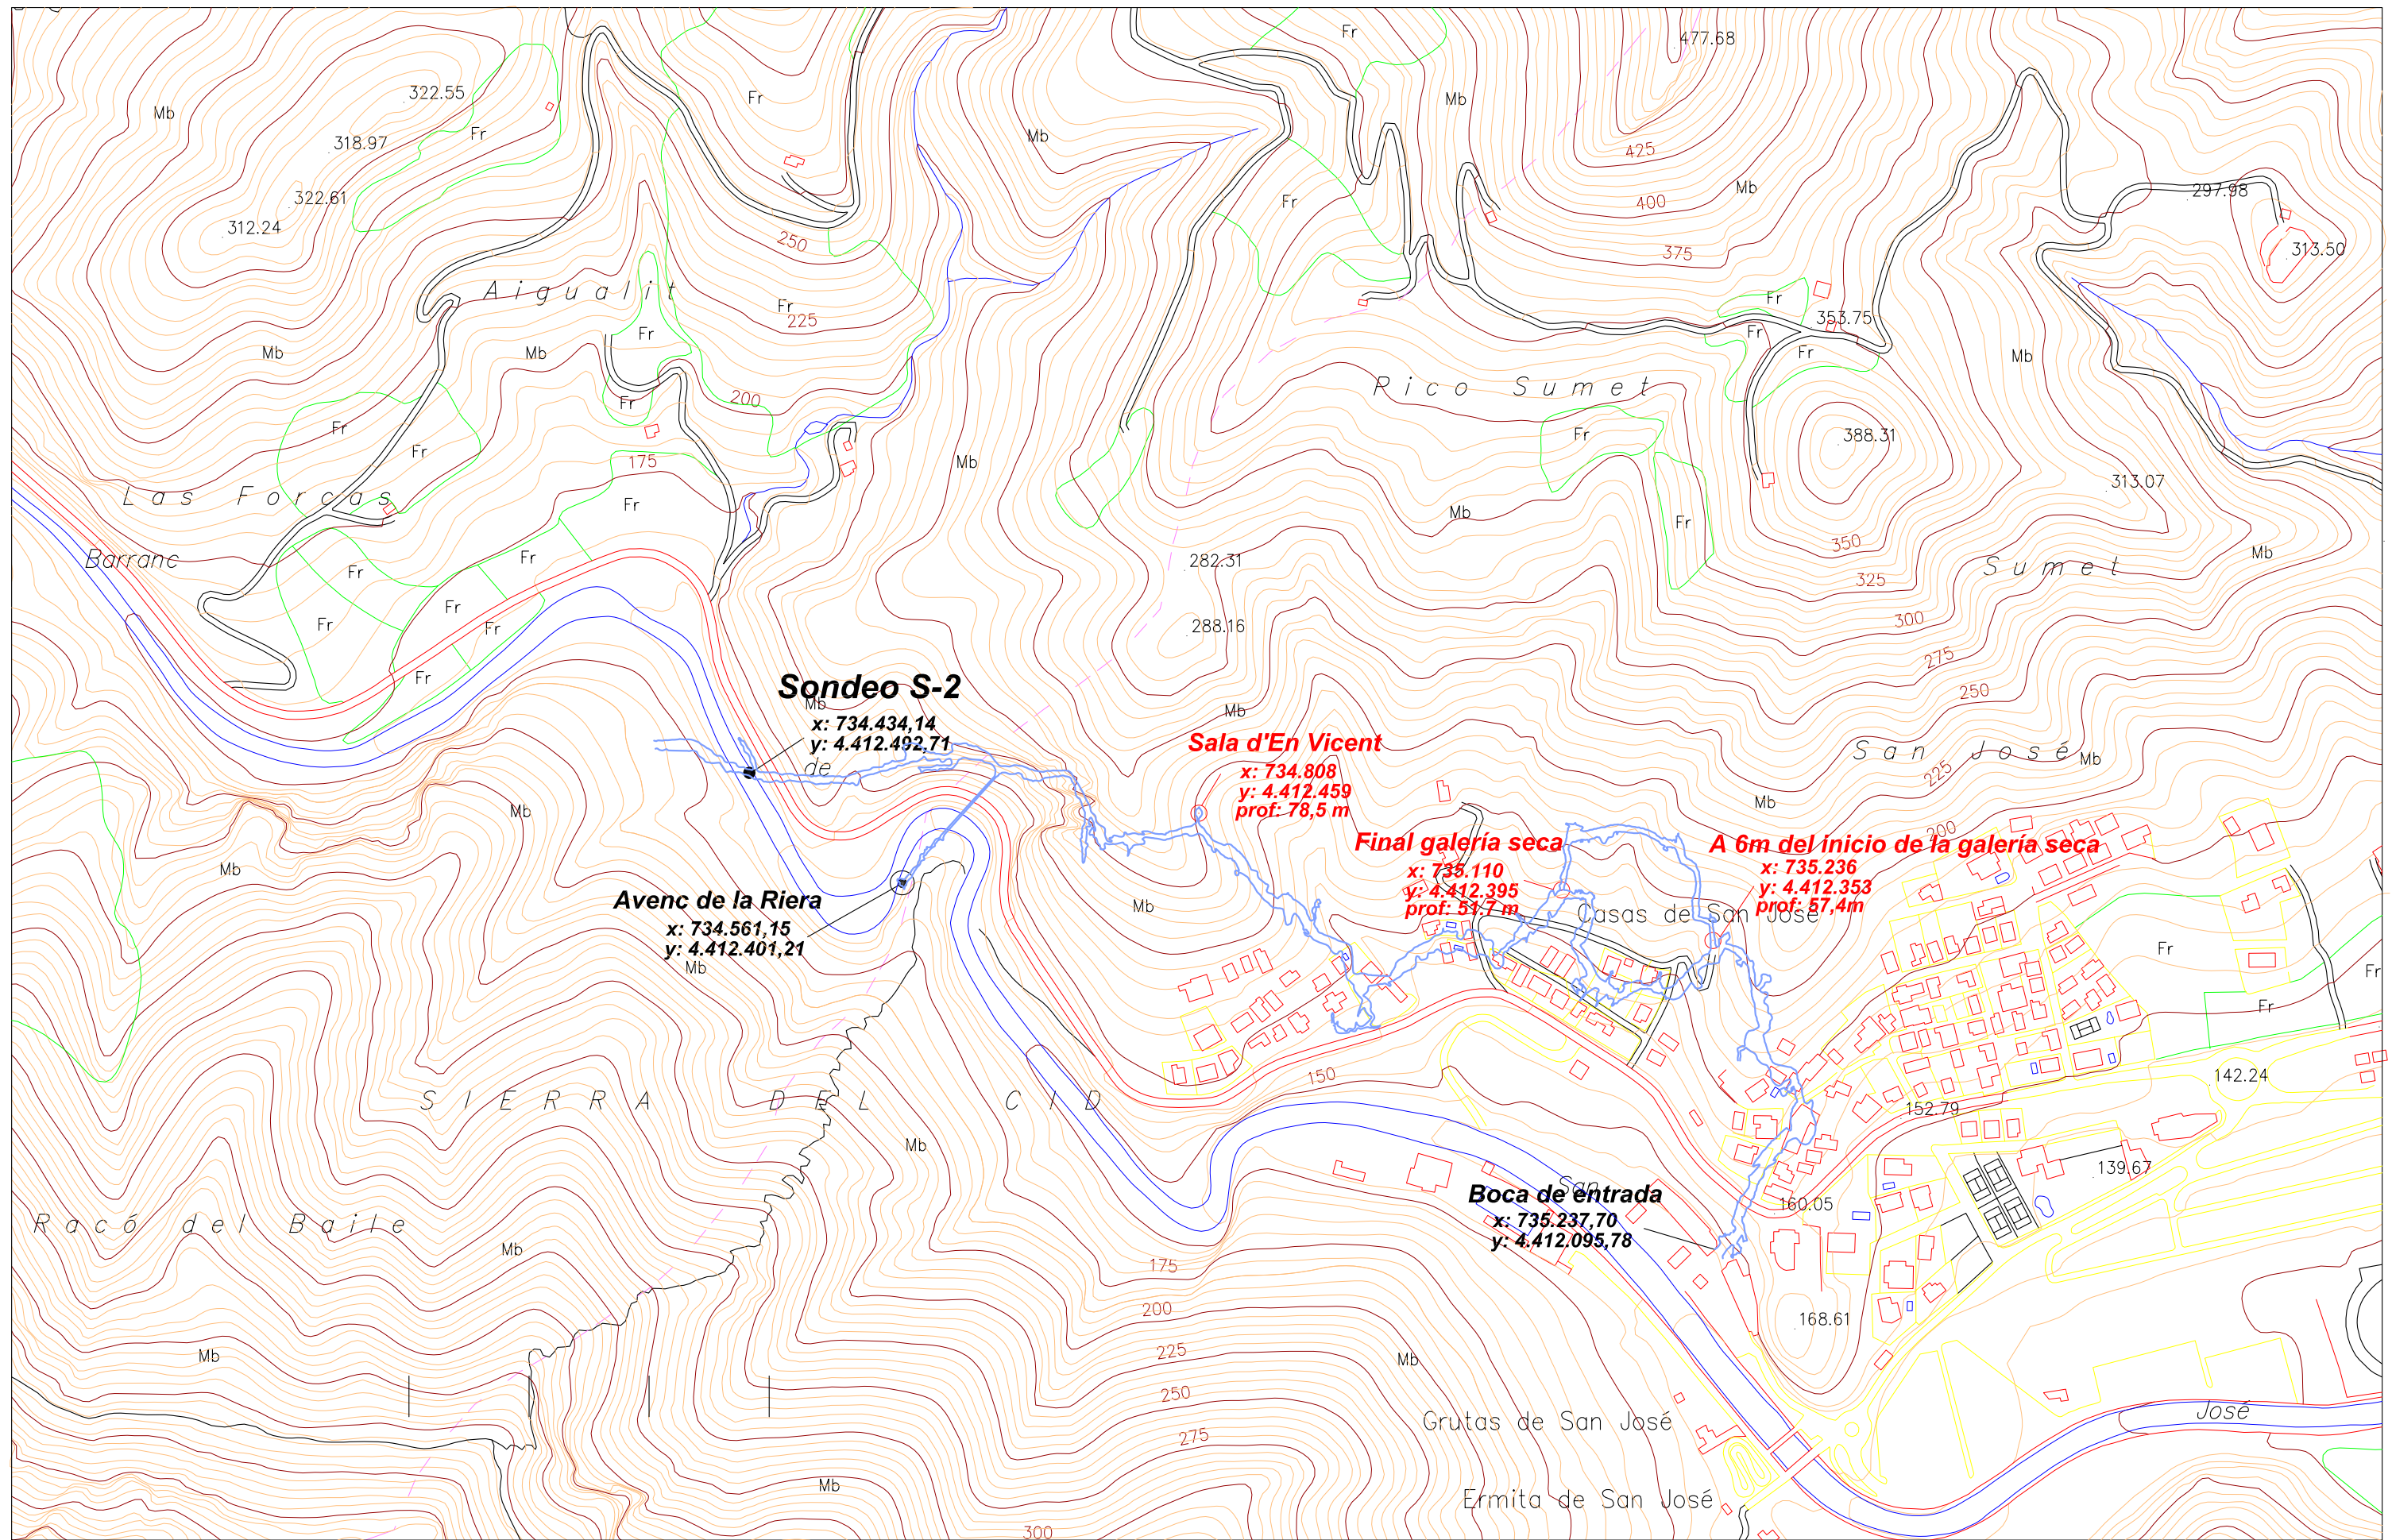 Fr
477.68
322.55
Mb
Fr
Mb
Mb
Fr
318.97
Mb
425
Mb
322.61
Fr
400
297.98
312.24
250
375
313.50
Aigualit
Fr
225
Fr
353.75
Fr
Fr
Fr
Mb
Mb
Mb
Pico Sumet
200
Fr
Fr
Fr
Fr
388.31
175
Mb
Las Forcas
Fr
313.07
Mb
Fr
350
Mb
Barranc
Fr
282.31
Sumet
Fr
325
Fr
300
Fr
Fr
288.16
275
Fr
250
Sondeo S-2
Mb
x: 734.434,14
y: 4.412.492,71
de
Mb
Sala d'En Vicent
x: 734.808
y: 4.412.459
prof: 78,5 m
San José
Mb
225
Mb
Mb
200
Final galería seca
x: 735.110
y: 4.412.395
prof: 51.7 m
A 6m del inicio de la galería seca
x: 735.236
y: 4.412.353
prof: 57,4m
Mb
Avenc de la Riera
x: 734.561,15
y: 4.412.401,21
Mb
Casas de San José
Mb
Fr
Fr
Fr
150
142.24
SIERRA DEL CID
152.79
Mb
139.67
San
Boca de entrada
x: 735.237,70
y: 4.412.095,78
160.05
Racó del Baile
Mb
175
200
168.61
225
Mb
Mb
250
275
José
Grutas de San José
Mb
Ermita de San José
300